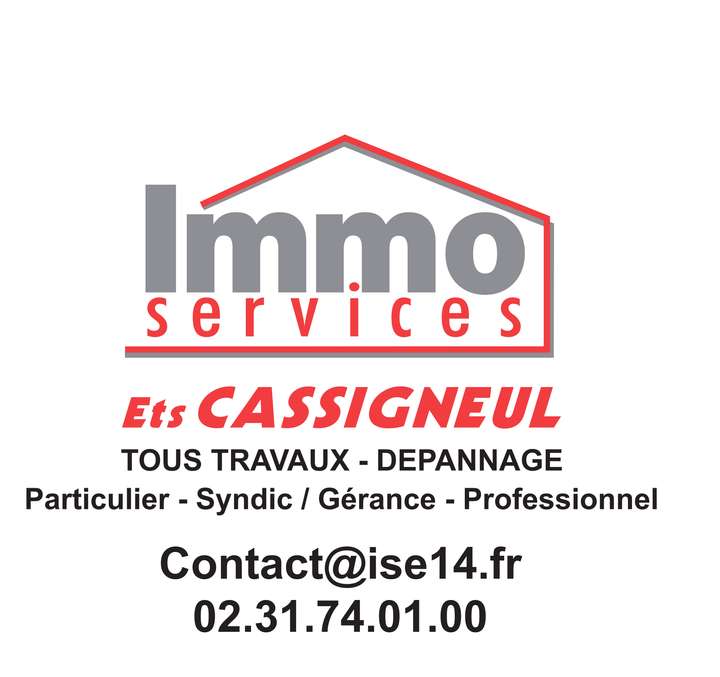 Immo
services
Ets CASSIGNEUL
TOUS TRAVAUX - DEPANNAGE
Particulier - Syndic / Gérance - Professionnel
Contact@ise14.fr
02.31.74.01.00